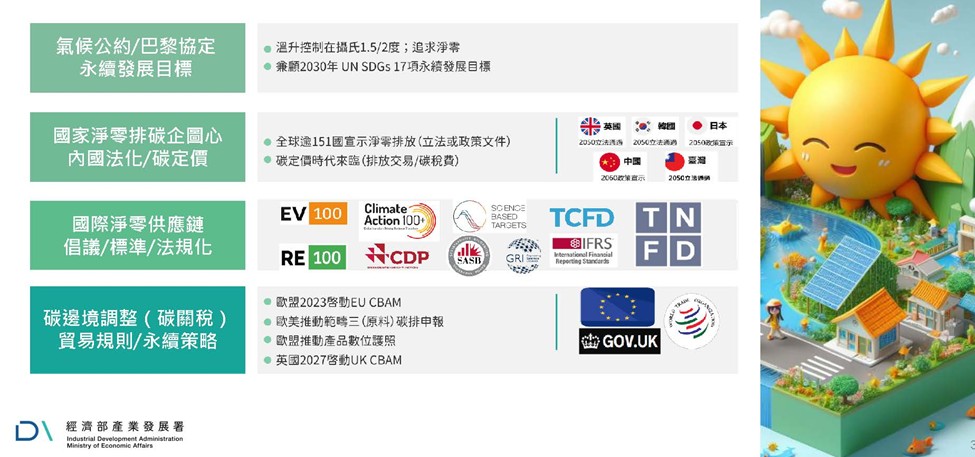 氣候公約/巴黎協定
永續發展目標
溫升控制在攝氏1.5/2度；追求淨零
兼顧2030年 UN SDGs 17項永續發展目標
國家淨零排碳企圖心
內國法化/碳定價
全球逾151國宣示淨零排放(立法或政策文件)
碳定價時代來臨(排放交易/碳稅費)
英國
2050立法通過
韓國
2050立法通過
日本
2050政策宣示
中國
2060政策宣示
臺灣
2050立法通過
國際淨零供應鏈
倡議/標準/法規化
EV 100
Climate
Action 100+
SCIENCE
BASED
TARGETS
TCFD
TN
FD
RE 100
CDP
SASB
GRI
IFRS
International Financial
Reporting Standards
碳邊境調整（碳關稅）
貿易規則/永續策略
歐盟2023啓動EU CBAM
歐美推動範疇三(原料)碳排申報
歐盟推動產品數位護照
英國2027啓動UK CBAM
GOV.UK
WORLD TRADE ORGANIZATION
經濟部產業發展署
Industrial Development Administration
Ministry of Economic Affairs
3